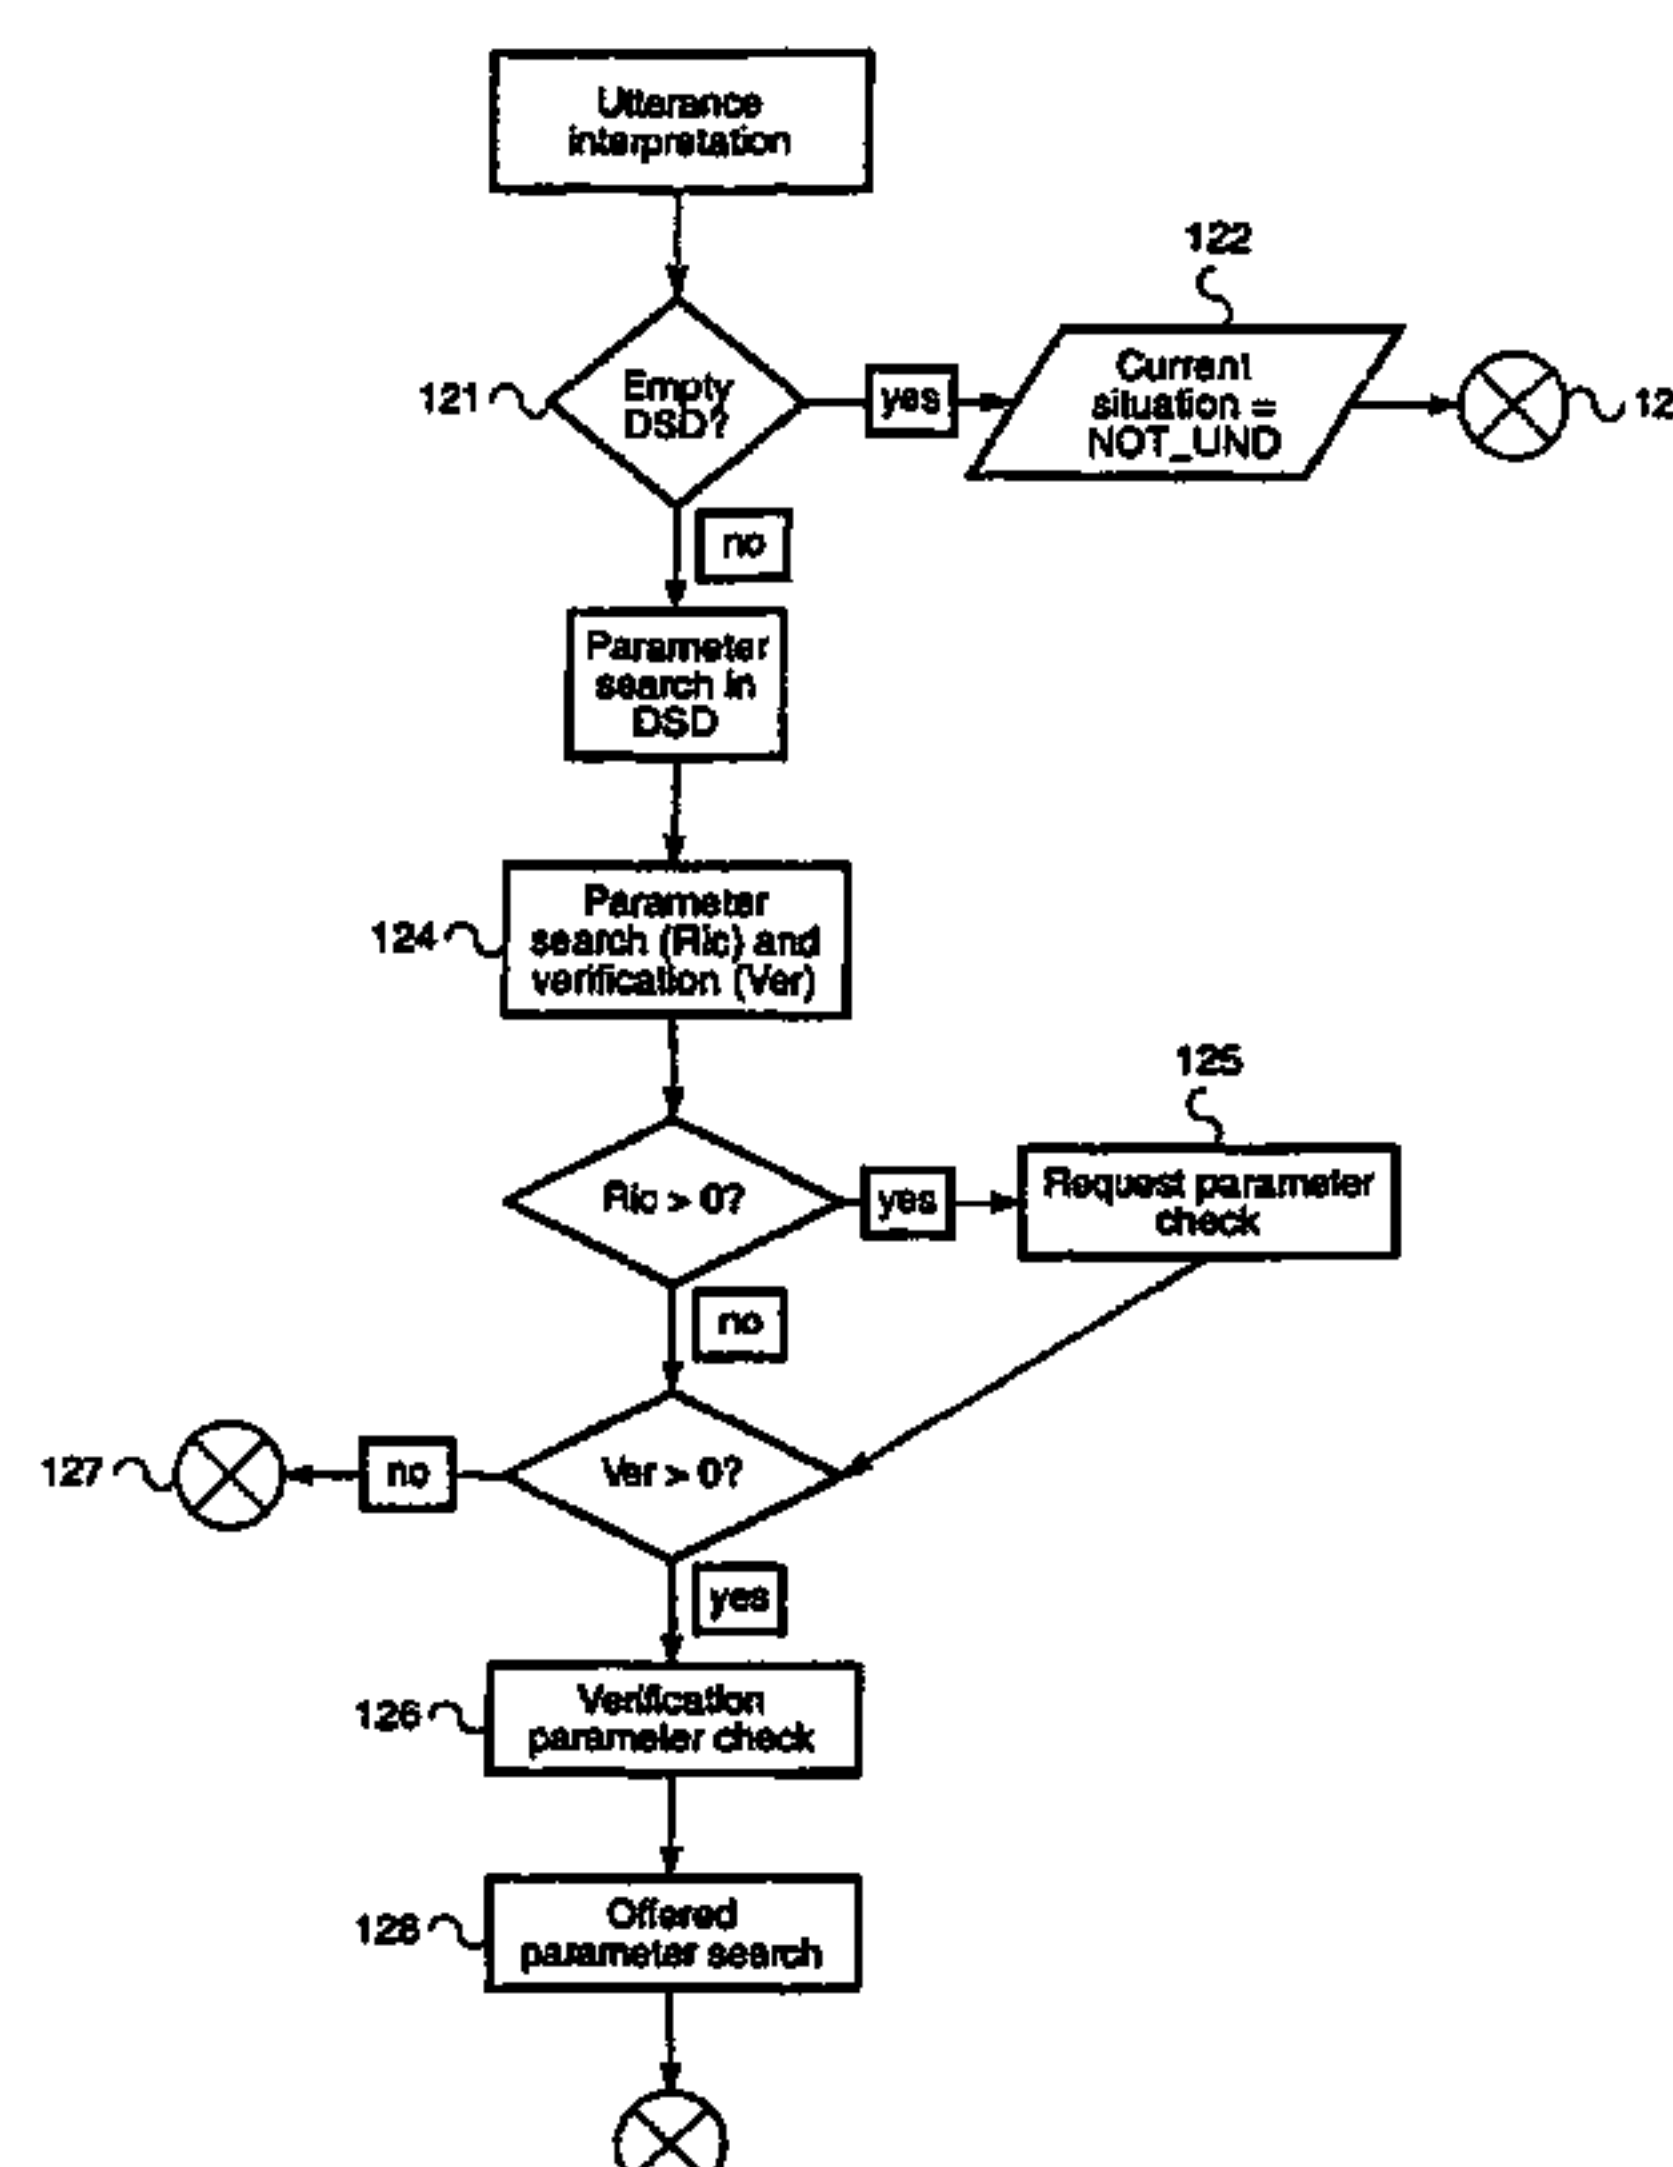 Utterance
interpretation
122
121
Empty
DSD?
yes
Current
situation =
NOT_UND
12
no
Parameter
search in
DSD
124
Parameter
search (Ric) and
verification (Ver)
125
Ric > 0?
yes
Request parameter
check
no
127
no
Ver > 0?
yes
126
Verification
parameter check
128
Offered
parameter search